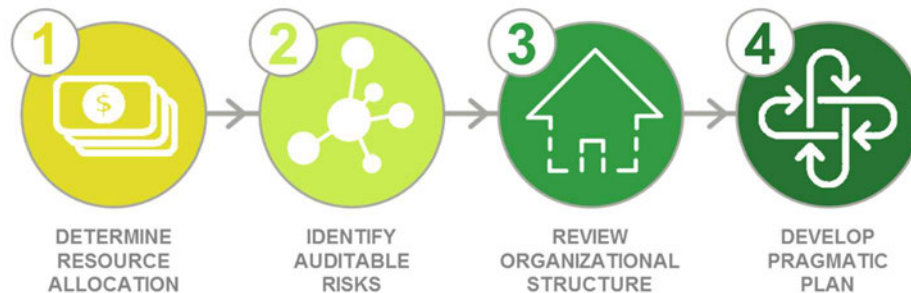 1
2
3
4
$
DETERMINE
RESOURCE
ALLOCATION
IDENTIFY
AUDITABLE
RISKS
REVIEW
ORGANIZATIONAL
STRUCTURE
DEVELOP
PRAGMATIC
PLAN